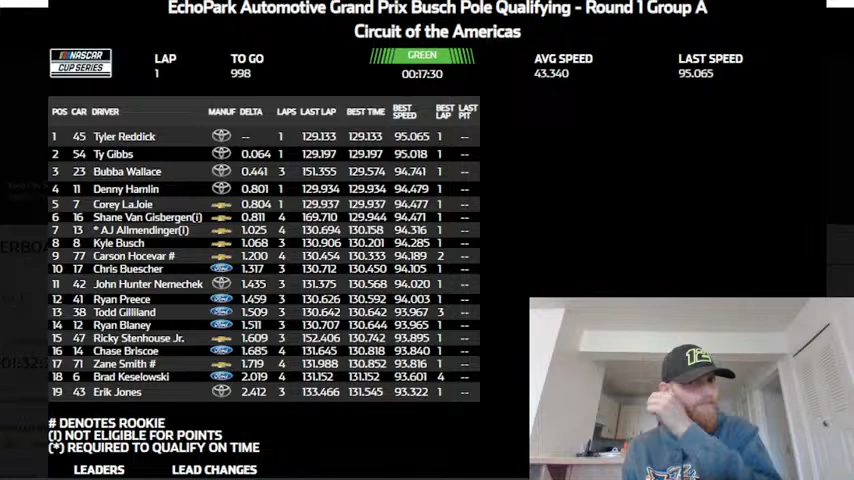 EchoPark Automotive Grand Prix Busch Pole Qualifying - Round 1 Group A
Circuit of the Americas
NASCAR
CUP SERIES
LAP TO GO GREEN AVG SPEED LAST SPEED
1 998 00:17:30 43.340 95.065
POS CAR DRIVER MANUF DELTA LAPS LAST LAP BEST TIME BEST SPEED BEST LAP LAST PIT
1 45 Tyler Reddick -- 1 129.133 129.133 95.065 1 --
2 54 Ty Gibbs 0.064 1 129.197 129.197 95.018 1 --
3 23 Bubba Wallace 0.441 3 151.355 129.574 94.741 1 --
4 11 Denny Hamlin 0.801 1 129.934 129.934 94.479 1 --
5 7 Corey LaJoie 0.804 1 129.937 129.937 94.477 1 --
6 16 Shane Van Gisbergen(i) 0.811 4 169.710 129.944 94.471 1 --
7 13 * AJ Allmendinger(i) 1.025 4 130.694 130.158 94.316 1 --
8 8 Kyle Busch 1.068 3 130.906 130.201 94.285 1 --
9 77 Carson Hocevar # 1.200 4 130.454 130.333 94.189 2 --
10 17 Chris Buescher Ford 1.317 3 130.712 130.450 94.105 1 --
11 42 John Hunter Nemechek 1.435 3 131.375 130.568 94.020 1 --
12 41 Ryan Preece Ford 1.459 3 130.626 130.592 94.003 1 --
13 38 Todd Gilliland Ford 1.509 3 130.642 130.642 93.967 3 --
14 12 Ryan Blaney Ford 1.511 3 130.707 130.644 93.965 1 --
15 47 Ricky Stenhouse Jr. 1.609 3 152.406 130.742 93.895 1 --
16 14 Chase Briscoe Ford 1.685 4 131.645 130.818 93.840 1 --
17 71 Zane Smith # 1.719 4 131.988 130.852 93.816 1 --
18 6 Brad Keselowski Ford 2.019 4 131.152 131.152 93.601 4 --
19 43 Erik Jones 2.412 3 133.466 131.545 93.322 1 --
# DENOTES ROOKIE
(i) NOT ELIGIBLE FOR POINTS
(*) REQUIRED TO QUALIFY ON TIME
LEADERS LEAD CHANGES
12